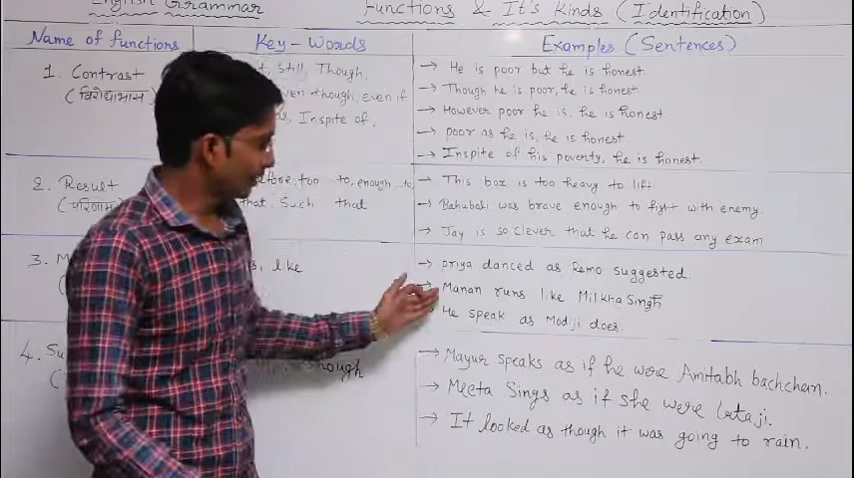 English Grammar
Functions & It's Kinds (Identification)
Name of functions
Key-Words
Examples (Sentences)
1. Contrast
(विरोधाभास)
still, Though,
even though, even if
Inspite of.
→ He is poor but he is honest.
→ Though he is poor, he is honest.
→ However poor he is, he is honest
→ poor as he is, he is honest
→ Inspite of his poverty, he is honest.
2. Result
(परिणाम)
too to, enough to,
that, Such that
→ This box is too heavy to lift
→ Bahubali was brave enough to fight with enemy.
→ Jay is so clever that he can pass any exam
3.
like
→ Priya danced as Remo suggested.
→ Manan runs like Milkha Singh
He speak as Modiji does.
4.
though
→ Mayur speaks as if he were Amitabh bachchan.
→ Meeta Sings as if she were lataji.
→ It looked as though it was going to rain.